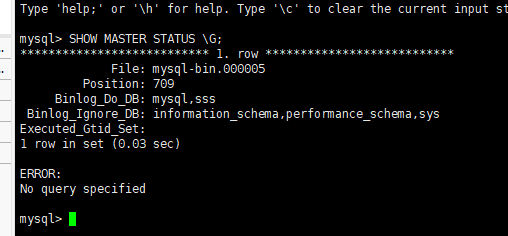 Type 'help;' or '\h' for help. Type '\c' to clear the current input st
mysql> SHOW MASTER STATUS \G;
*************************** 1. row ***************************
File: mysql-bin.000005
Position: 709
Binlog_Do_DB: mysql,sss
Binlog_Ignore_DB: information_schema,performance_schema,sys
Executed_Gtid_Set:
1 row in set (0.03 sec)
ERROR:
No query specified
mysql>